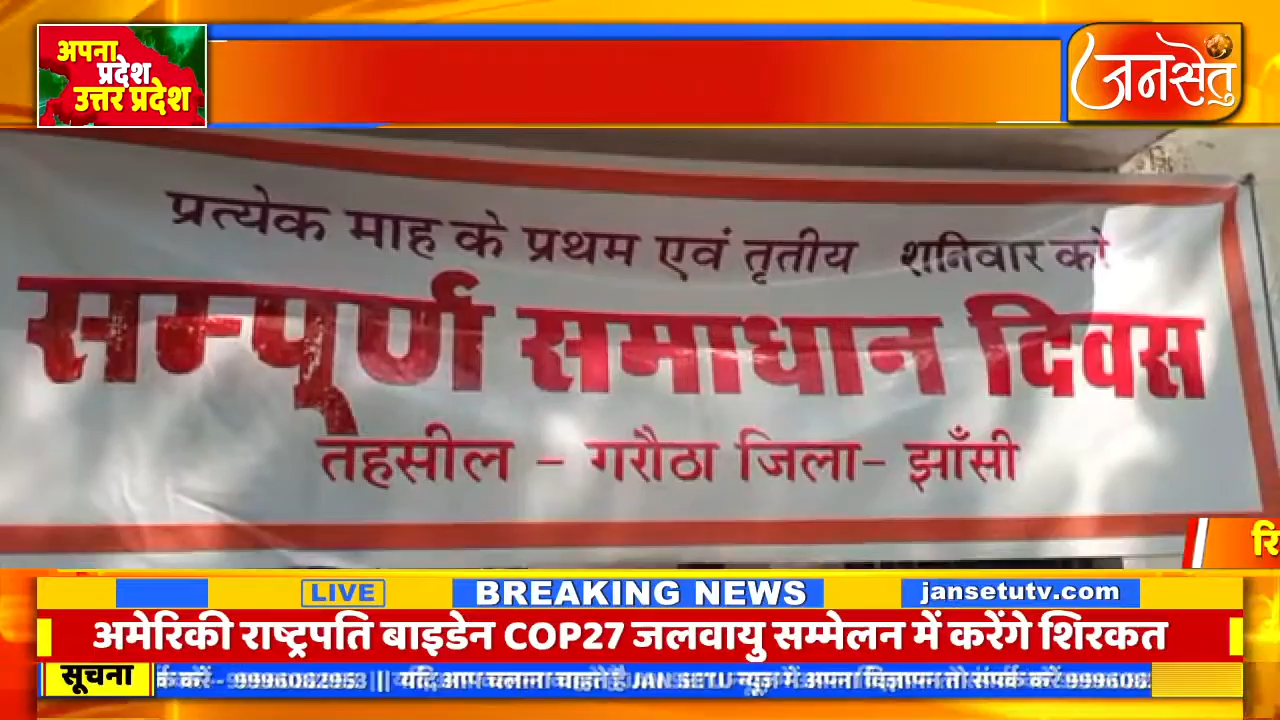 अपना
प्रदेश
उत्तर प्रदेश
जनसेतु
प्रत्येक माह के प्रथम एवं तृतीय शनिवार को
सम्पूर्ण समाधान दिवस
तहसील - गरौठा जिला- झाँसी
रि
LIVE
BREAKING NEWS
jansetutv.com
अमेरिकी राष्ट्रपति बाइडेन COP27 जलवायु सम्मेलन में करेंगे शिरकत
सूचना
र्क करें - || यदि आप चलाना चाहते हैं JAN SETU न्यूज़ में अपना विज्ञापन तो संपर्क करें